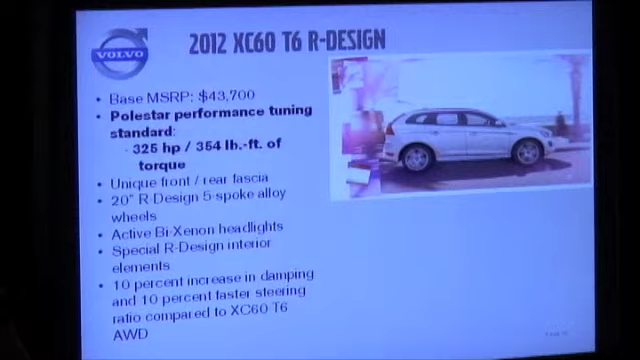 VOLVO
2012 XC60 T6 R-DESIGN
• Base MSRP: $43,700
• Polestar performance tuning
standard:
- 325 hp / 354 lb.-ft. of
torque
• Unique front / rear fascia
• 20" R-Design 5-spoke alloy
wheels
• Active Bi-Xenon headlights
• Special R-Design interior
elements
• 10 percent increase in damping
and 10 percent faster steering
ratio compared to XC60 T6
AWD